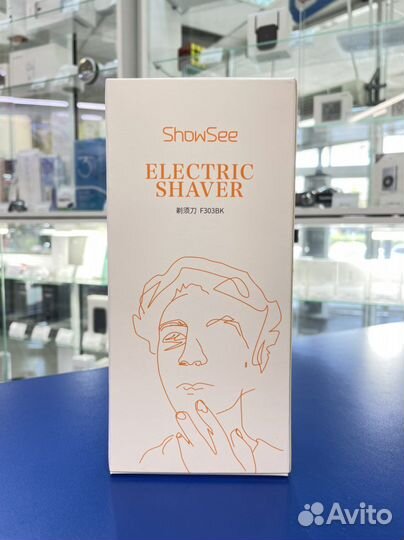 ShowSee
ELECTRIC
SHAVER
剃须刀 F303BK
Avito